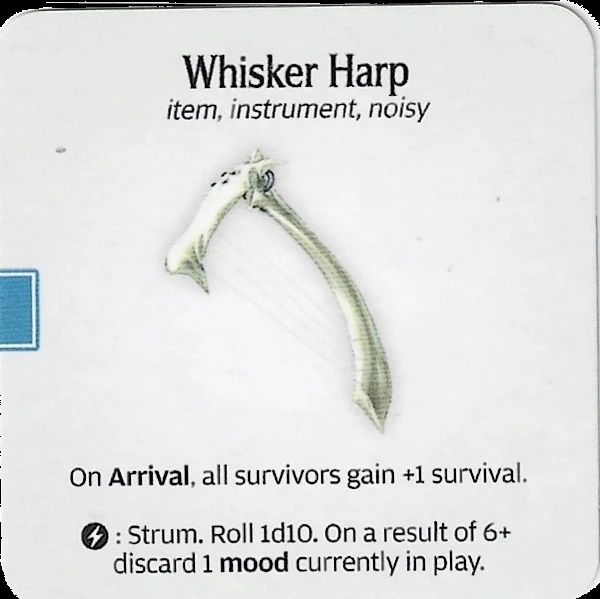 Whisker Harp
item, instrument, noisy
On Arrival, all survivors gain +1 survival.
: Strum. Roll 1d10. On a result of 6+
discard 1 mood currently in play.